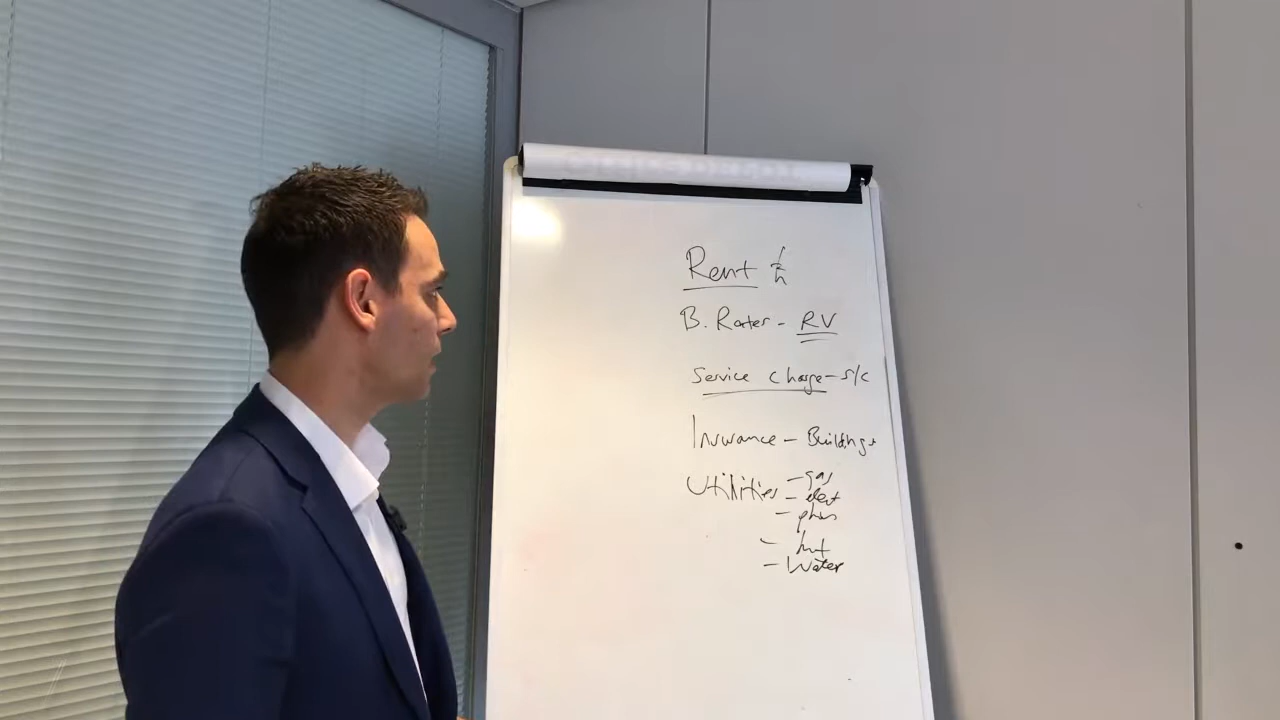 Rent £
B. Rates - RV
Service Charge - S/C
Insurance - Buildings
Utilities - gas
- elect
- phone
- Water